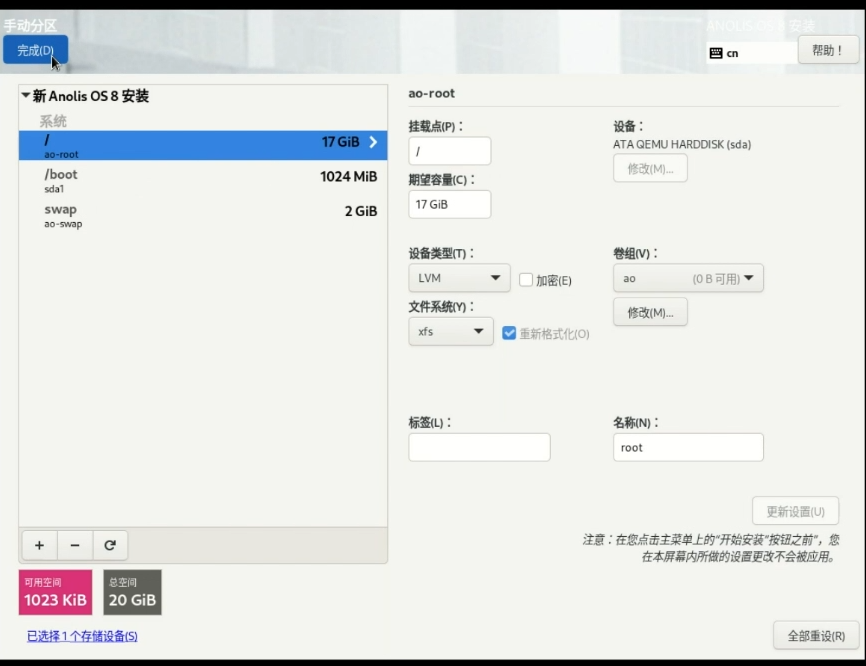 手动分区
ANOLIS OS 8 安装
完成(D)
cn
帮助！
新 Anolis OS 8 安装
系统
/
17 GiB
ao-root
/boot
1024 MiB
sda1
swap
2 GiB
ao-swap
+
-
可用空间
1023 KiB
总空间
20 GiB
已选择 1 个存储设备(S)
ao-root
挂载点(P)：
/
设备：
ATA QEMU HARDDISK (sda)
修改(M)...
期望容量(C)：
17 GiB
设备类型(T)：
LVM
加密(E)
卷组(V)：
ao (0 B 可用)
修改(M)...
文件系统(Y)：
xfs
重新格式化(O)
标签(L)：
名称(N)：
root
更新设置(U)
注意：在您点击主菜单上的“开始安装”按钮之前”，您
在本屏幕内所做的设置更改不会被应用。
全部重设(R)